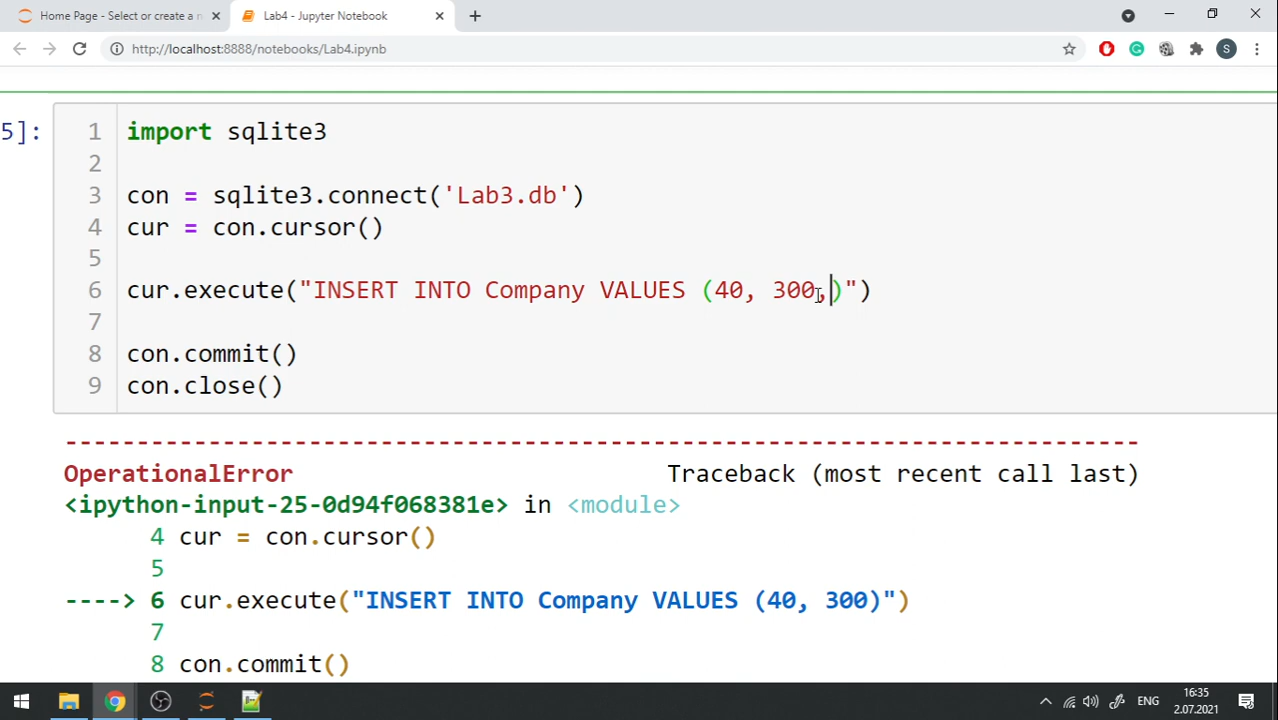 Home Page - Select or create a n
Lab4 - Jupyter Notebook
http://localhost:8888/notebooks/Lab4.ipynb
S
5]:
1 import sqlite3
2
3 con = sqlite3.connect('Lab3.db')
4 cur = con.cursor()
5
6 cur.execute("INSERT INTO Company VALUES (40, 300,)")
7
8 con.commit()
9 con.close()
---------------------------------------------------------------------------
OperationalError Traceback (most recent call last)
<ipython-input-25-0d94f068381e> in <module>
4 cur = con.cursor()
5
----> 6 cur.execute("INSERT INTO Company VALUES (40, 300)")
7
8 con.commit()
ENG
16:35
2.07.2021